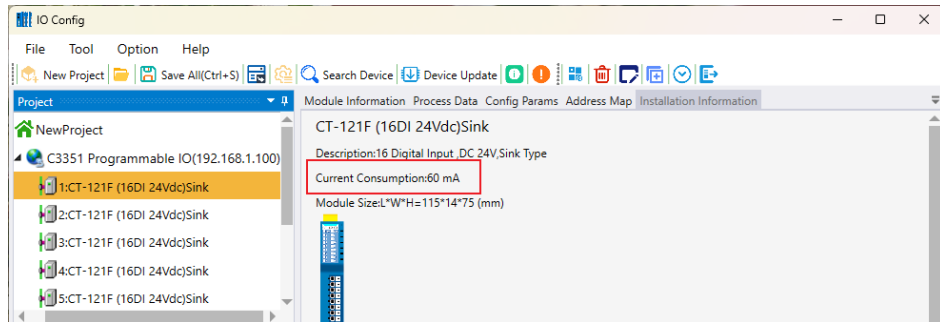 IO Config
File Tool Option Help
New Project Save All(Ctrl+S) Search Device Device Update
Project
Module Information Process Data Config Params Address Map Installation Information
NewProject
C3351 Programmable IO(192.168.1.100)
1:CT-121F (16DI 24Vdc)Sink
2:CT-121F (16DI 24Vdc)Sink
3:CT-121F (16DI 24Vdc)Sink
4:CT-121F (16DI 24Vdc)Sink
5:CT-121F (16DI 24Vdc)Sink
CT-121F (16DI 24Vdc)Sink
Description:16 Digital Input ,DC 24V,Sink Type
Current Consumption:60 mA
Module Size:L*W*H=115*14*75 (mm)